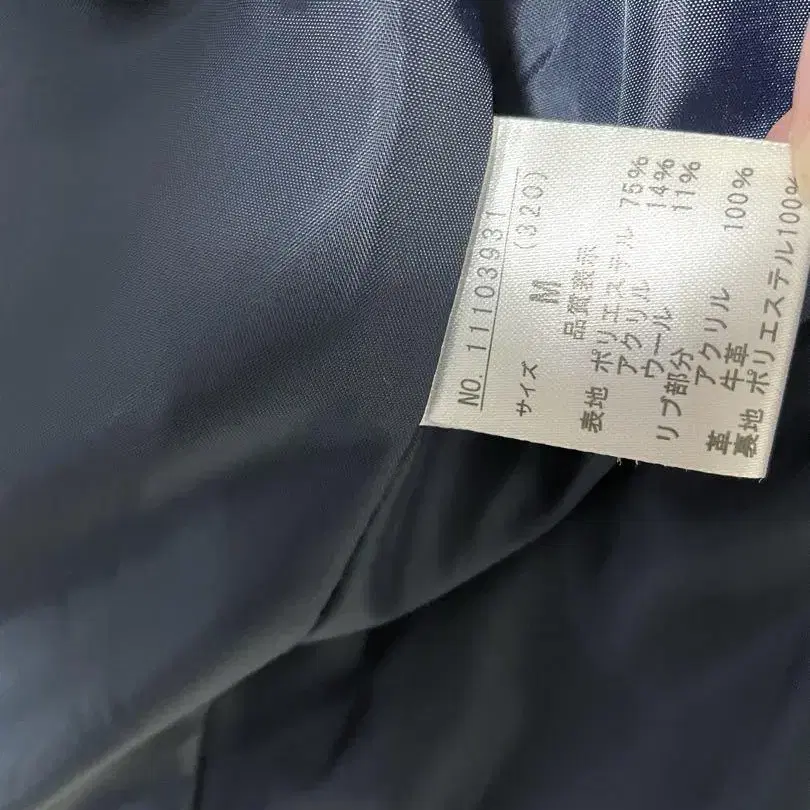 NO. 11103931
サイズ M (320)
品質表示
表地 ポリエステル 75%
アクリル 14%
ウール 11%
リブ部分
アクリル 100%
革 牛革
裏地 ポリエステル100%